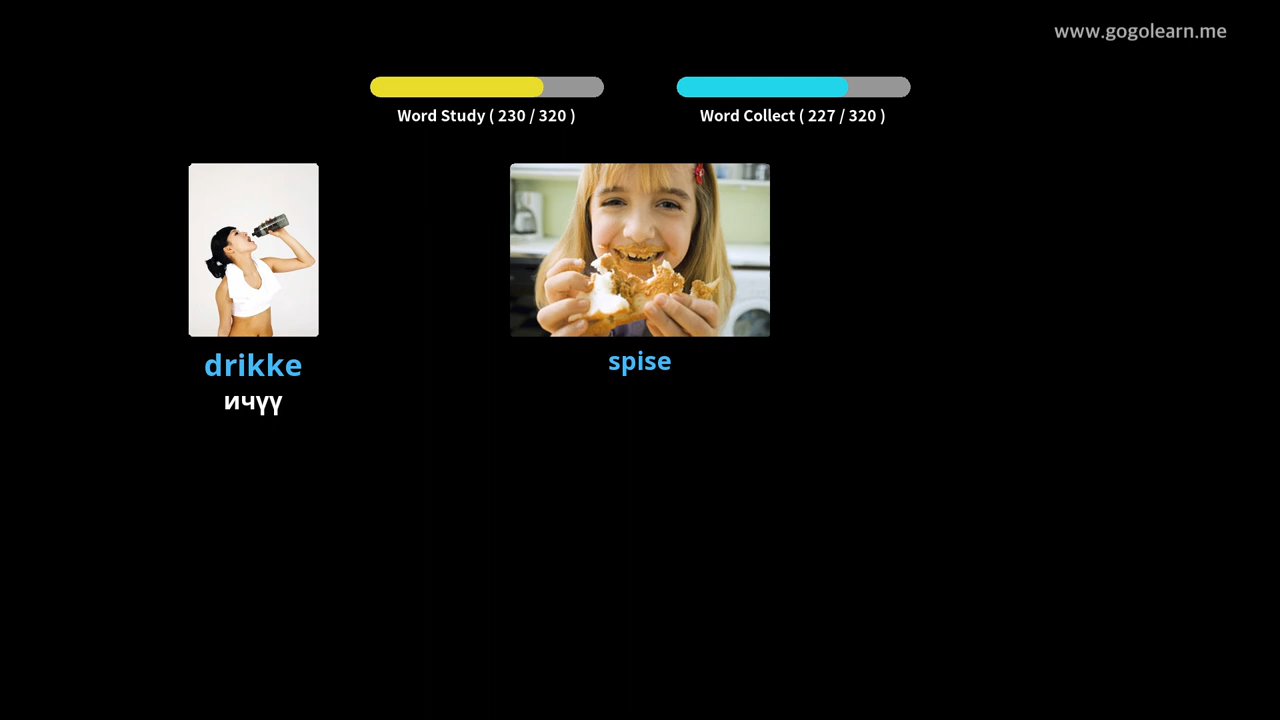 www.gogolearn.me
Word Study ( 230 / 320 )
Word Collect ( 227 / 320 )
drikke
ичүү
spise